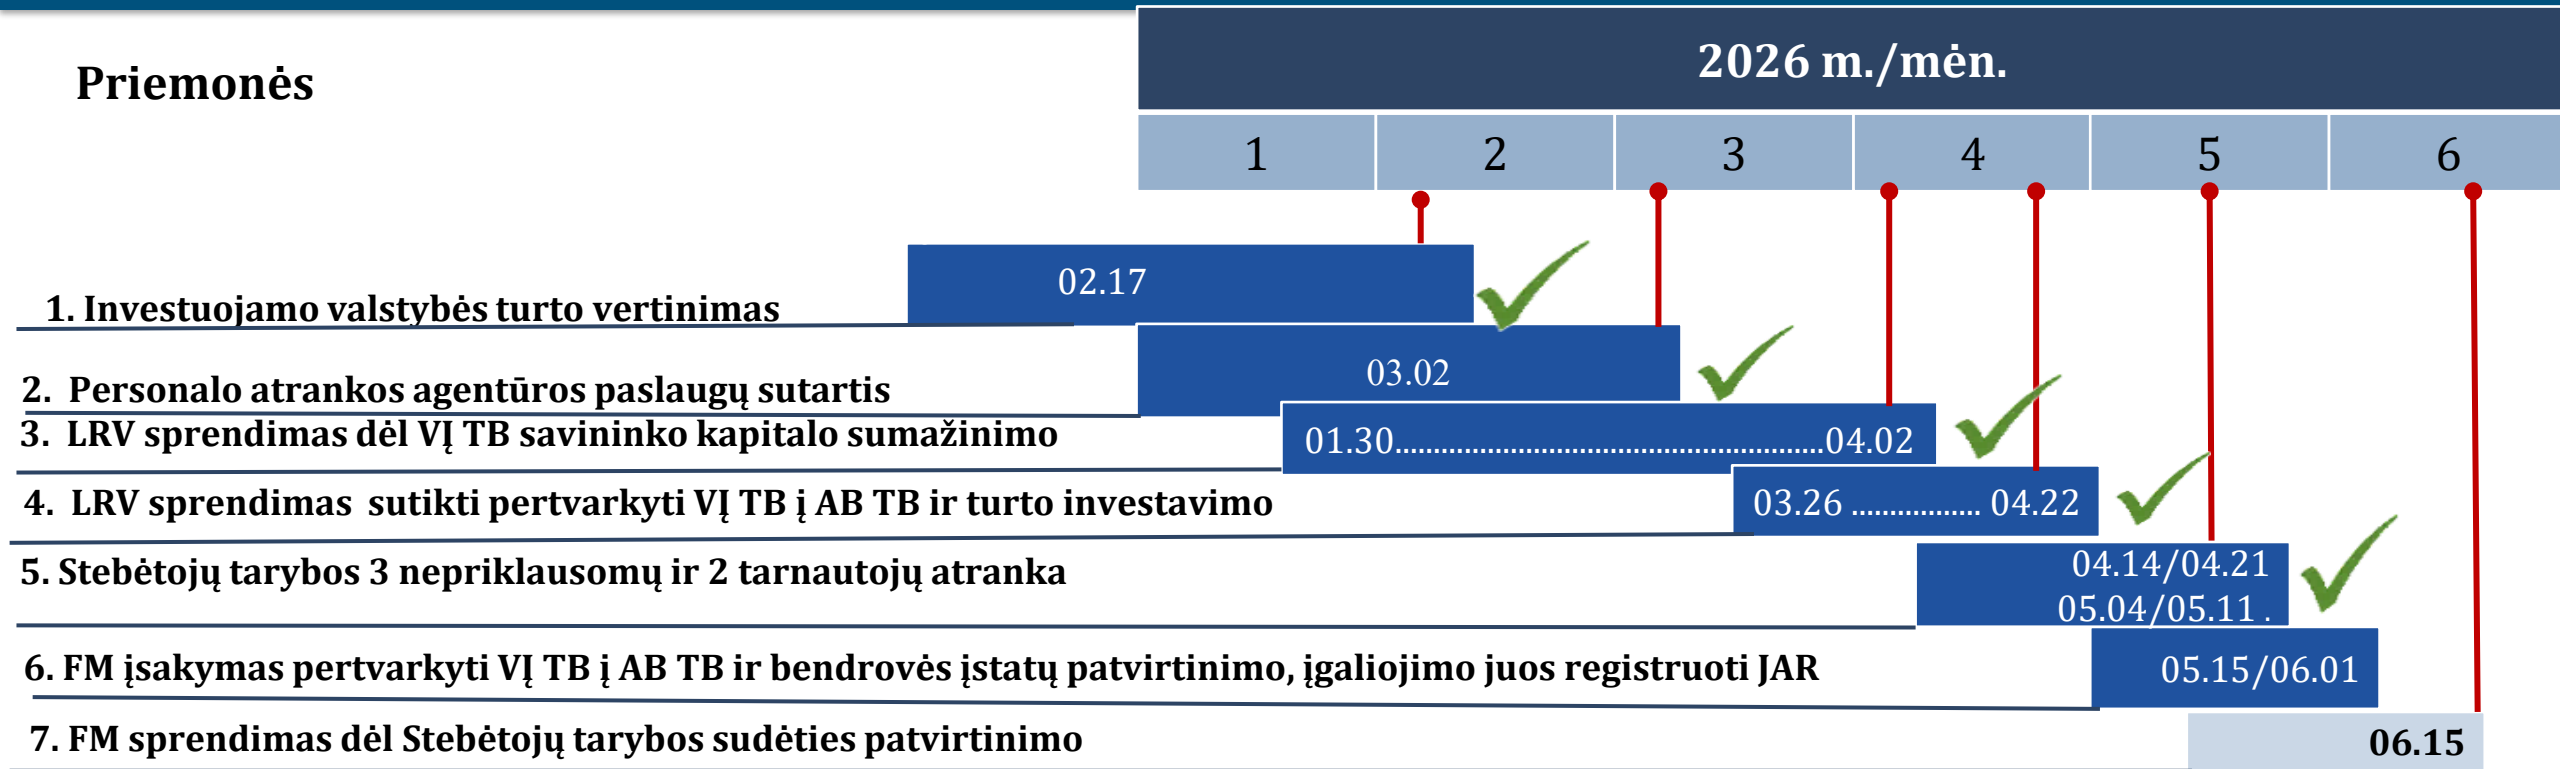 Priemonės
2026 m./mėn.
1 2 3 4 5 6
02.17
1. Investuojamo valstybės turto vertinimas
03.02
2. Personalo atrankos agentūros paslaugų sutartis
3. LRV sprendimas dėl VĮ TB savininko kapitalo sumažinimo
01.30.......................................................04.02
4. LRV sprendimas sutikti pertvarkyti VĮ TB į AB TB ir turto investavimo
03.26 ................. 04.22
5. Stebėtojų tarybos 3 nepriklausomų ir 2 tarnautojų atranka
04.14/04.21
05.04/05.11 .
6. FM įsakymas pertvarkyti VĮ TB į AB TB ir bendrovės įstatų patvirtinimo, įgaliojimo juos registruoti JAR
05.15/06.01
7. FM sprendimas dėl Stebėtojų tarybos sudėties patvirtinimo
06.15